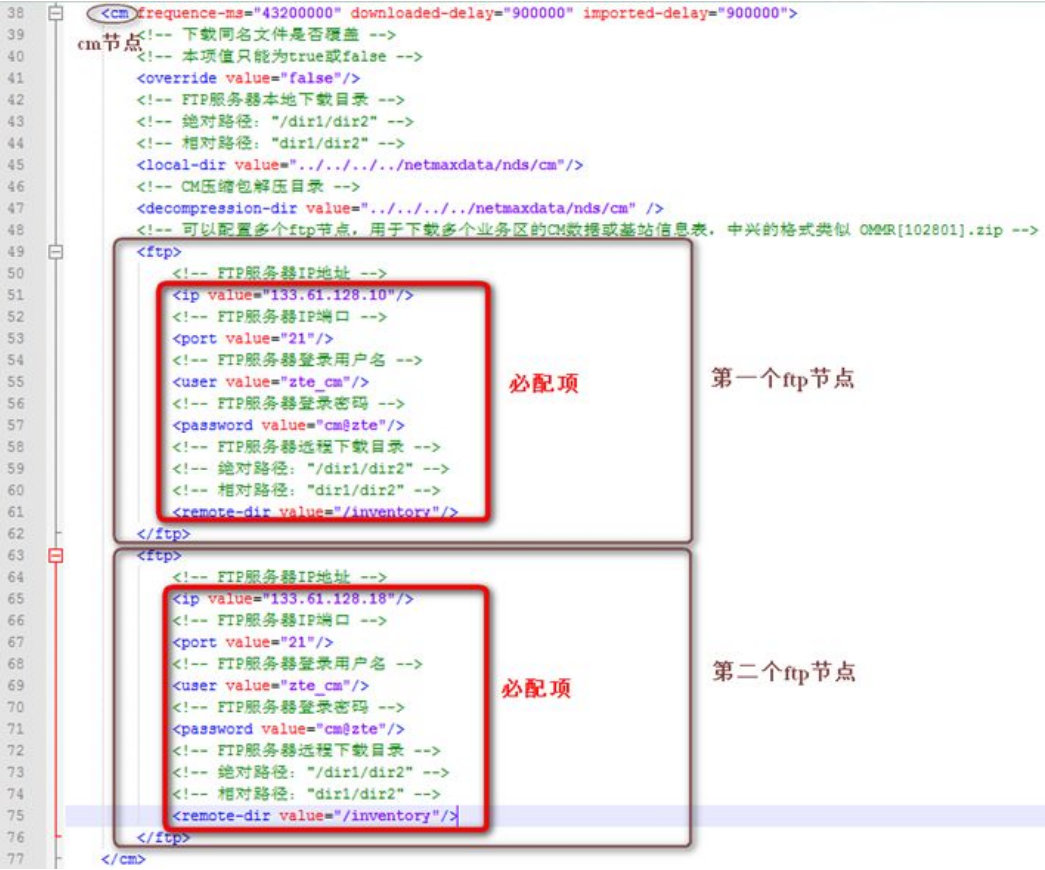 38 <cm frequence-ms="43200000" downloaded-delay="900000" imported-delay="900000">
cm节点
39 <!-- 下载同名文件是否覆盖 -->
40 <!-- 本项值只能为true或false -->
41 <override value="false"/>
42 <!-- FTP服务器本地下载目录 -->
43 <!-- 绝对路径: "/dir1/dir2" -->
44 <!-- 相对路径: "dir1/dir2" -->
45 <local-dir value="../../../../netmaxdata/nds/cm"/>
46 <!-- CM压缩包解压目录 -->
47 <decompression-dir value="../../../../netmaxdata/nds/cm" />
48 <!-- 可以配置多个ftp节点，用于下载多个业务区的CM数据或基站信息表，中兴的格式类似 OMMR[102801].zip -->
49 <ftp>
50 <!-- FTP服务器IP地址 -->
51 <ip value="133.61.128.10"/>
52 <!-- FTP服务器IP端口 -->
53 <port value="21"/>
54 <!-- FTP服务器登录用户名 -->
55 <user value="zte_cm"/>
必配项
第一个ftp节点
56 <!-- FTP服务器登录密码 -->
57 <password value="cm@zte"/>
58 <!-- FTP服务器远程下载目录 -->
59 <!-- 绝对路径: "/dir1/dir2" -->
60 <!-- 相对路径: "dir1/dir2" -->
61 <remote-dir value="/inventory"/>
62 </ftp>
63 <ftp>
64 <!-- FTP服务器IP地址 -->
65 <ip value="133.61.128.18"/>
66 <!-- FTP服务器IP端口 -->
67 <port value="21"/>
68 <!-- FTP服务器登录用户名 -->
69 <user value="zte_cm"/>
必配项
第二个ftp节点
70 <!-- FTP服务器登录密码 -->
71 <password value="cm@zte"/>
72 <!-- FTP服务器远程下载目录 -->
73 <!-- 绝对路径: "/dir1/dir2" -->
74 <!-- 相对路径: "dir1/dir2" -->
75 <remote-dir value="/inventory"/>
76 </ftp>
77 </cm>